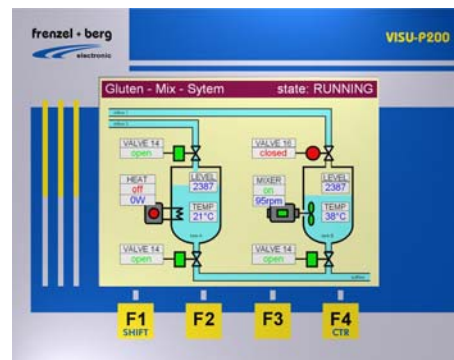 frenzel + berg
electronic
VISU-P200
Gluten - Mix - Sytem
state: RUNNING
VALVE 14
open
VALVE 16
closed
HEAT
off
0W
LEVEL
2387
TEMP
21°C
MIXER
on
95rpm
LEVEL
2387
TEMP
38°C
VALVE 14
open
VALVE 14
open
F1
SHIFT
F2
F3
F4
CTR